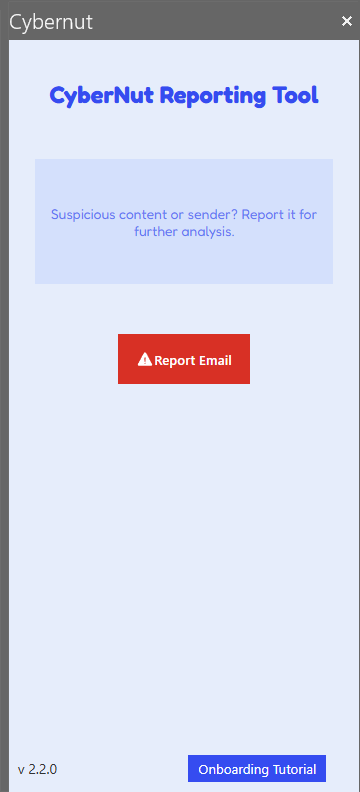 Cybernut
CyberNut Reporting Tool
Suspicious content or sender? Report it for
further analysis.
Report Email
v 2.2.0
Onboarding Tutorial